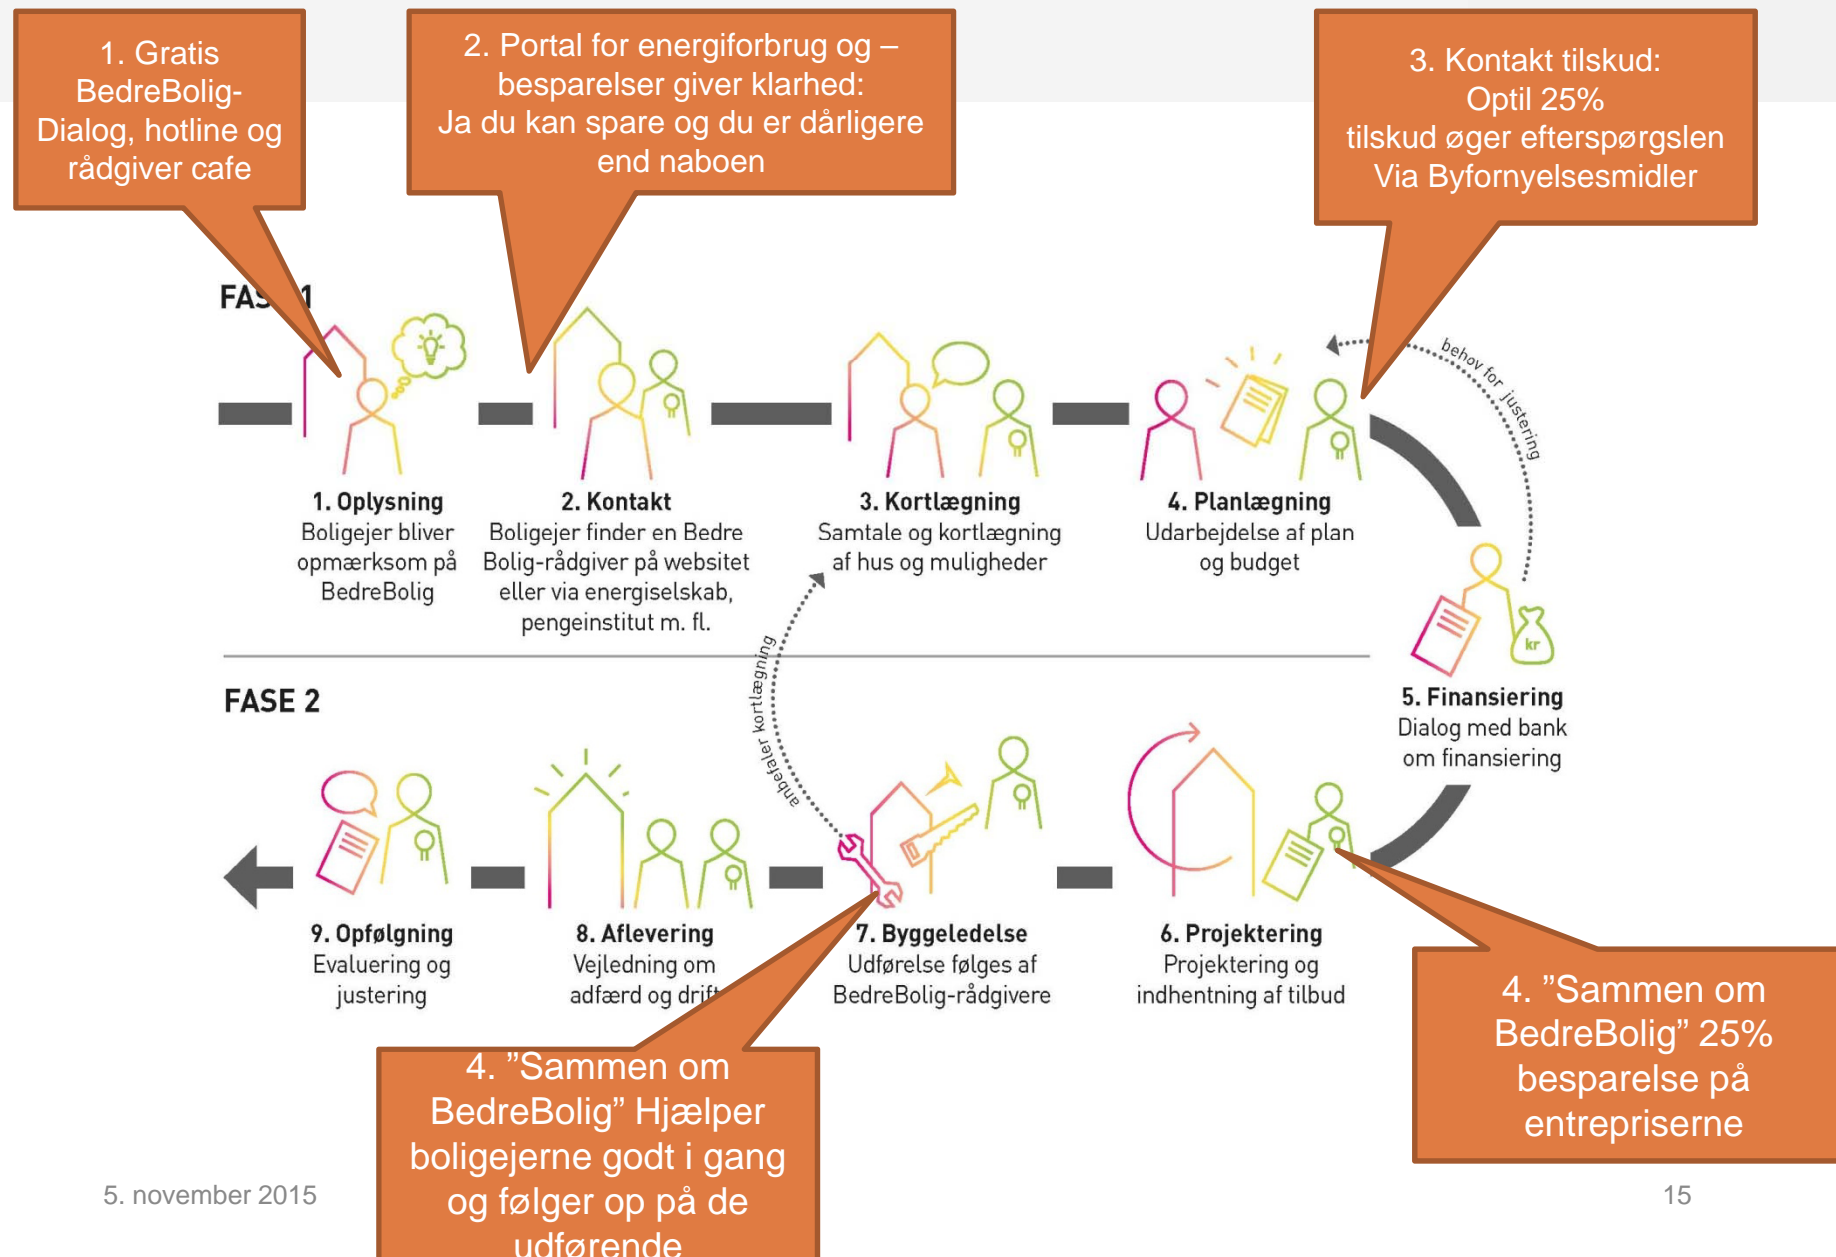 1. Gratis
BedreBolig-
Dialog, hotline og
rådgiver cafe
2. Portal for energiforbrug og –
besparelser giver klarhed:
Ja du kan spare og du er dårligere
end naboen
3. Kontakt tilskud:
Optil 25%
tilskud øger efterspørgslen
Via Byfornyelsesmidler
FASE 1
behov for justering
1. Oplysning
Boligejer bliver
opmærksom på
BedreBolig
2. Kontakt
Boligejer finder en Bedre
Bolig-rådgiver på websitet
eller via energiselskab,
pengeinstitut m. fl.
3. Kortlægning
Samtale og kortlægning
af hus og muligheder
4. Planlægning
Udarbejdelse af plan
og budget
kr
5. Finansiering
Dialog med bank
om finansiering
anbefaler kortlægning
FASE 2
9. Opfølgning
Evaluering og
justering
8. Aflevering
Vejledning om
adfærd og drift
7. Byggeledelse
Udførelse følges af
BedreBolig-rådgivere
6. Projektering
Projektering og
indhentning af tilbud
4. ”Sammen om
BedreBolig” Hjælper
boligejerne godt i gang
og følger op på de
udførende
4. ”Sammen om
BedreBolig” 25%
besparelse på
entrepriserne
5. november 2015
15